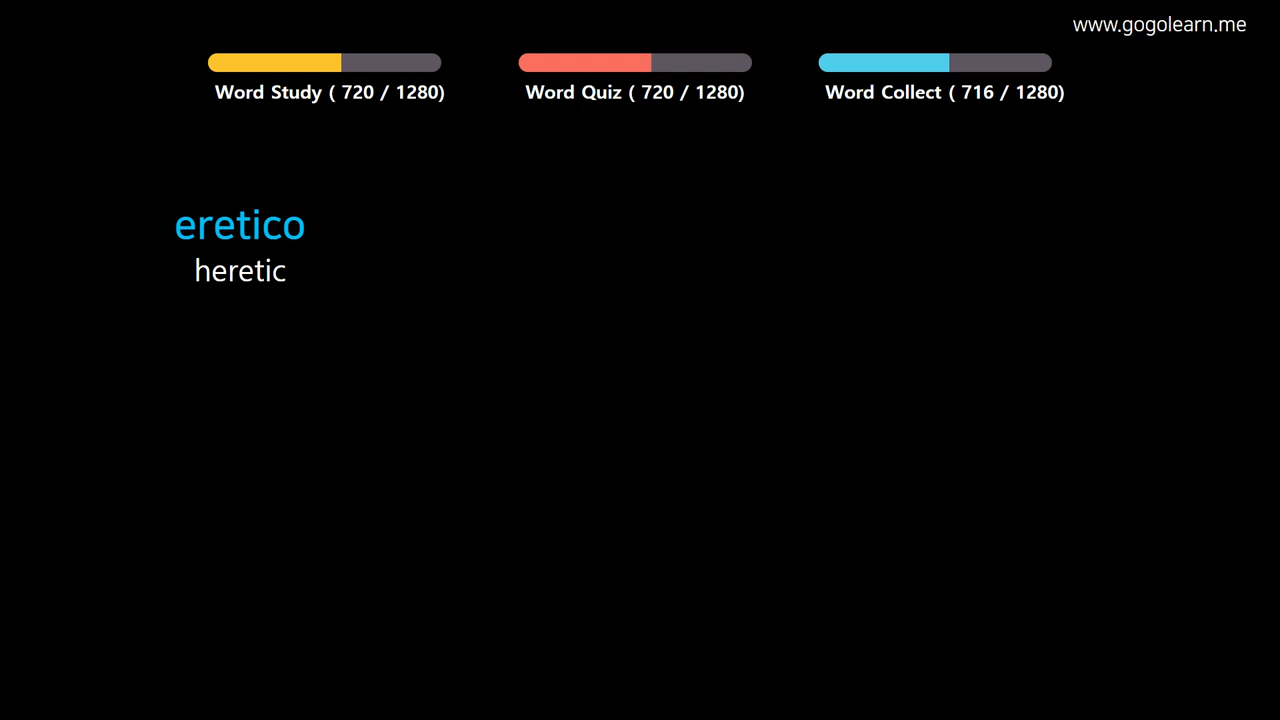 www.gogolearn.me
Word Study ( 720 / 1280)
Word Quiz ( 720 / 1280)
Word Collect ( 716 / 1280)
eretico
heretic